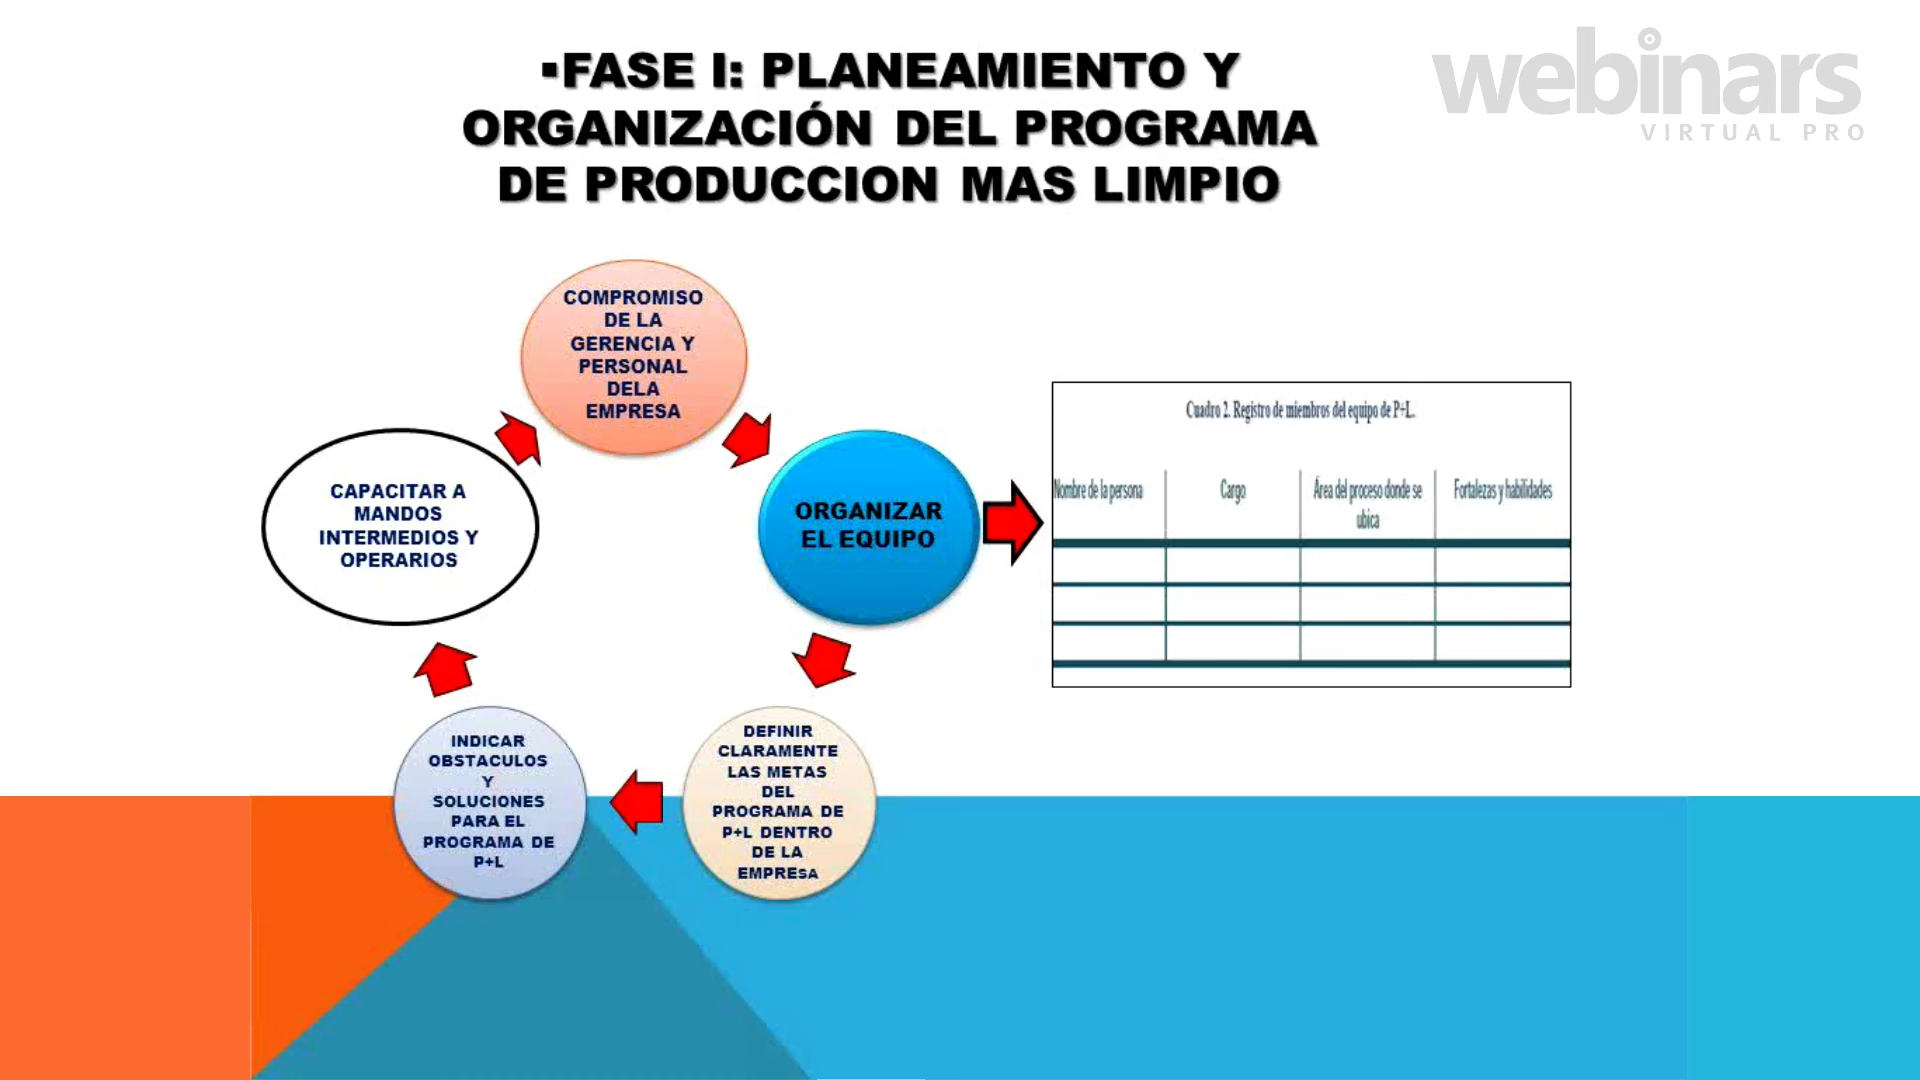 ▪FASE I: PLANEAMIENTO Y
ORGANIZACIÓN DEL PROGRAMA
DE PRODUCCION MAS LIMPIO
webinars
VIRTUAL PRO
COMPROMISO
DE LA
GERENCIA Y
PERSONAL
DELA
EMPRESA
ORGANIZAR
EL EQUIPO
DEFINIR
CLARAMENTE
LAS METAS
DEL
PROGRAMA DE
P+L DENTRO
DE LA
EMPREsA
INDICAR
OBSTACULOS
Y
SOLUCIONES
PARA EL
PROGRAMA DE
P+L
CAPACITAR A
MANDOS
INTERMEDIOS Y
OPERARIOS
Cuadro 2. Registro de miembros del equipo de P+L.
Nombre de la persona
Cargo
Área del proceso donde se
ubica
Fortalezas y habilidades